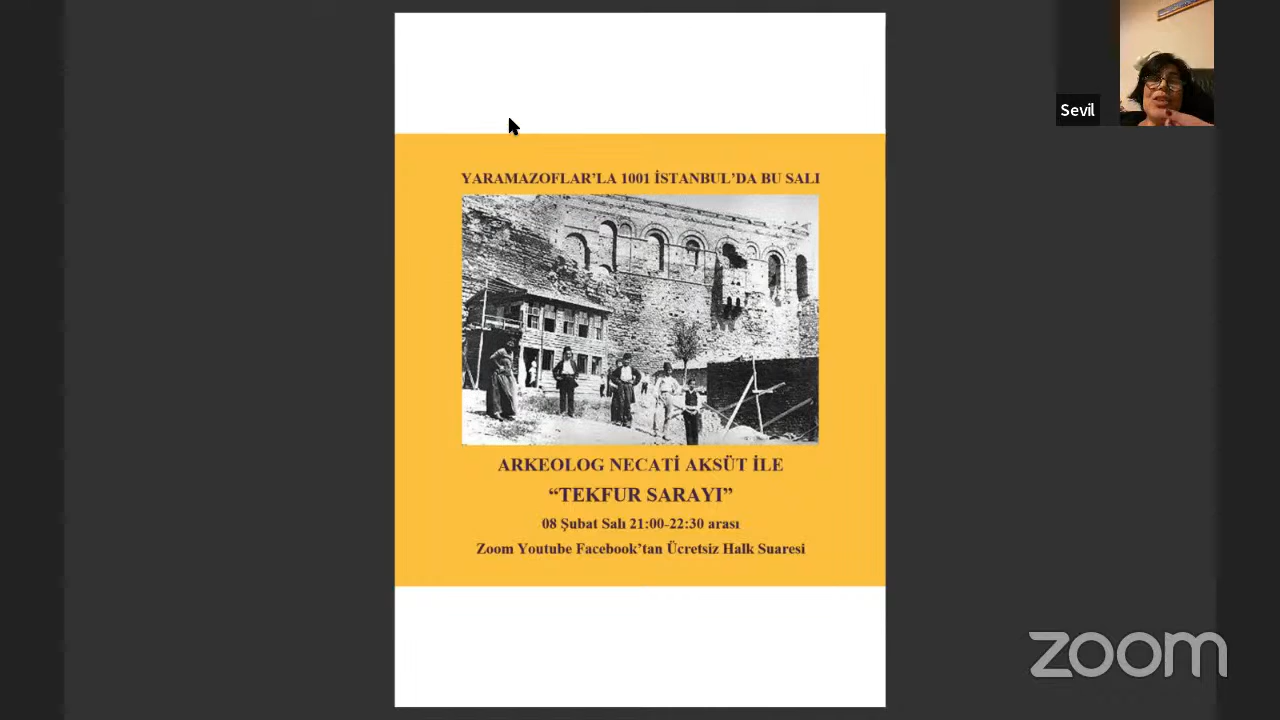 YARAMAZOFLAR’LA 1001 İSTANBUL’DA BU SALI
ARKEOLOG NECATİ AKSÜT İLE
“TEKFUR SARAYI”
08 Şubat Salı 21:00-22:30 arası
Zoom Youtube Facebook’tan Ücretsiz Halk Suaresi
Sevil
zoom